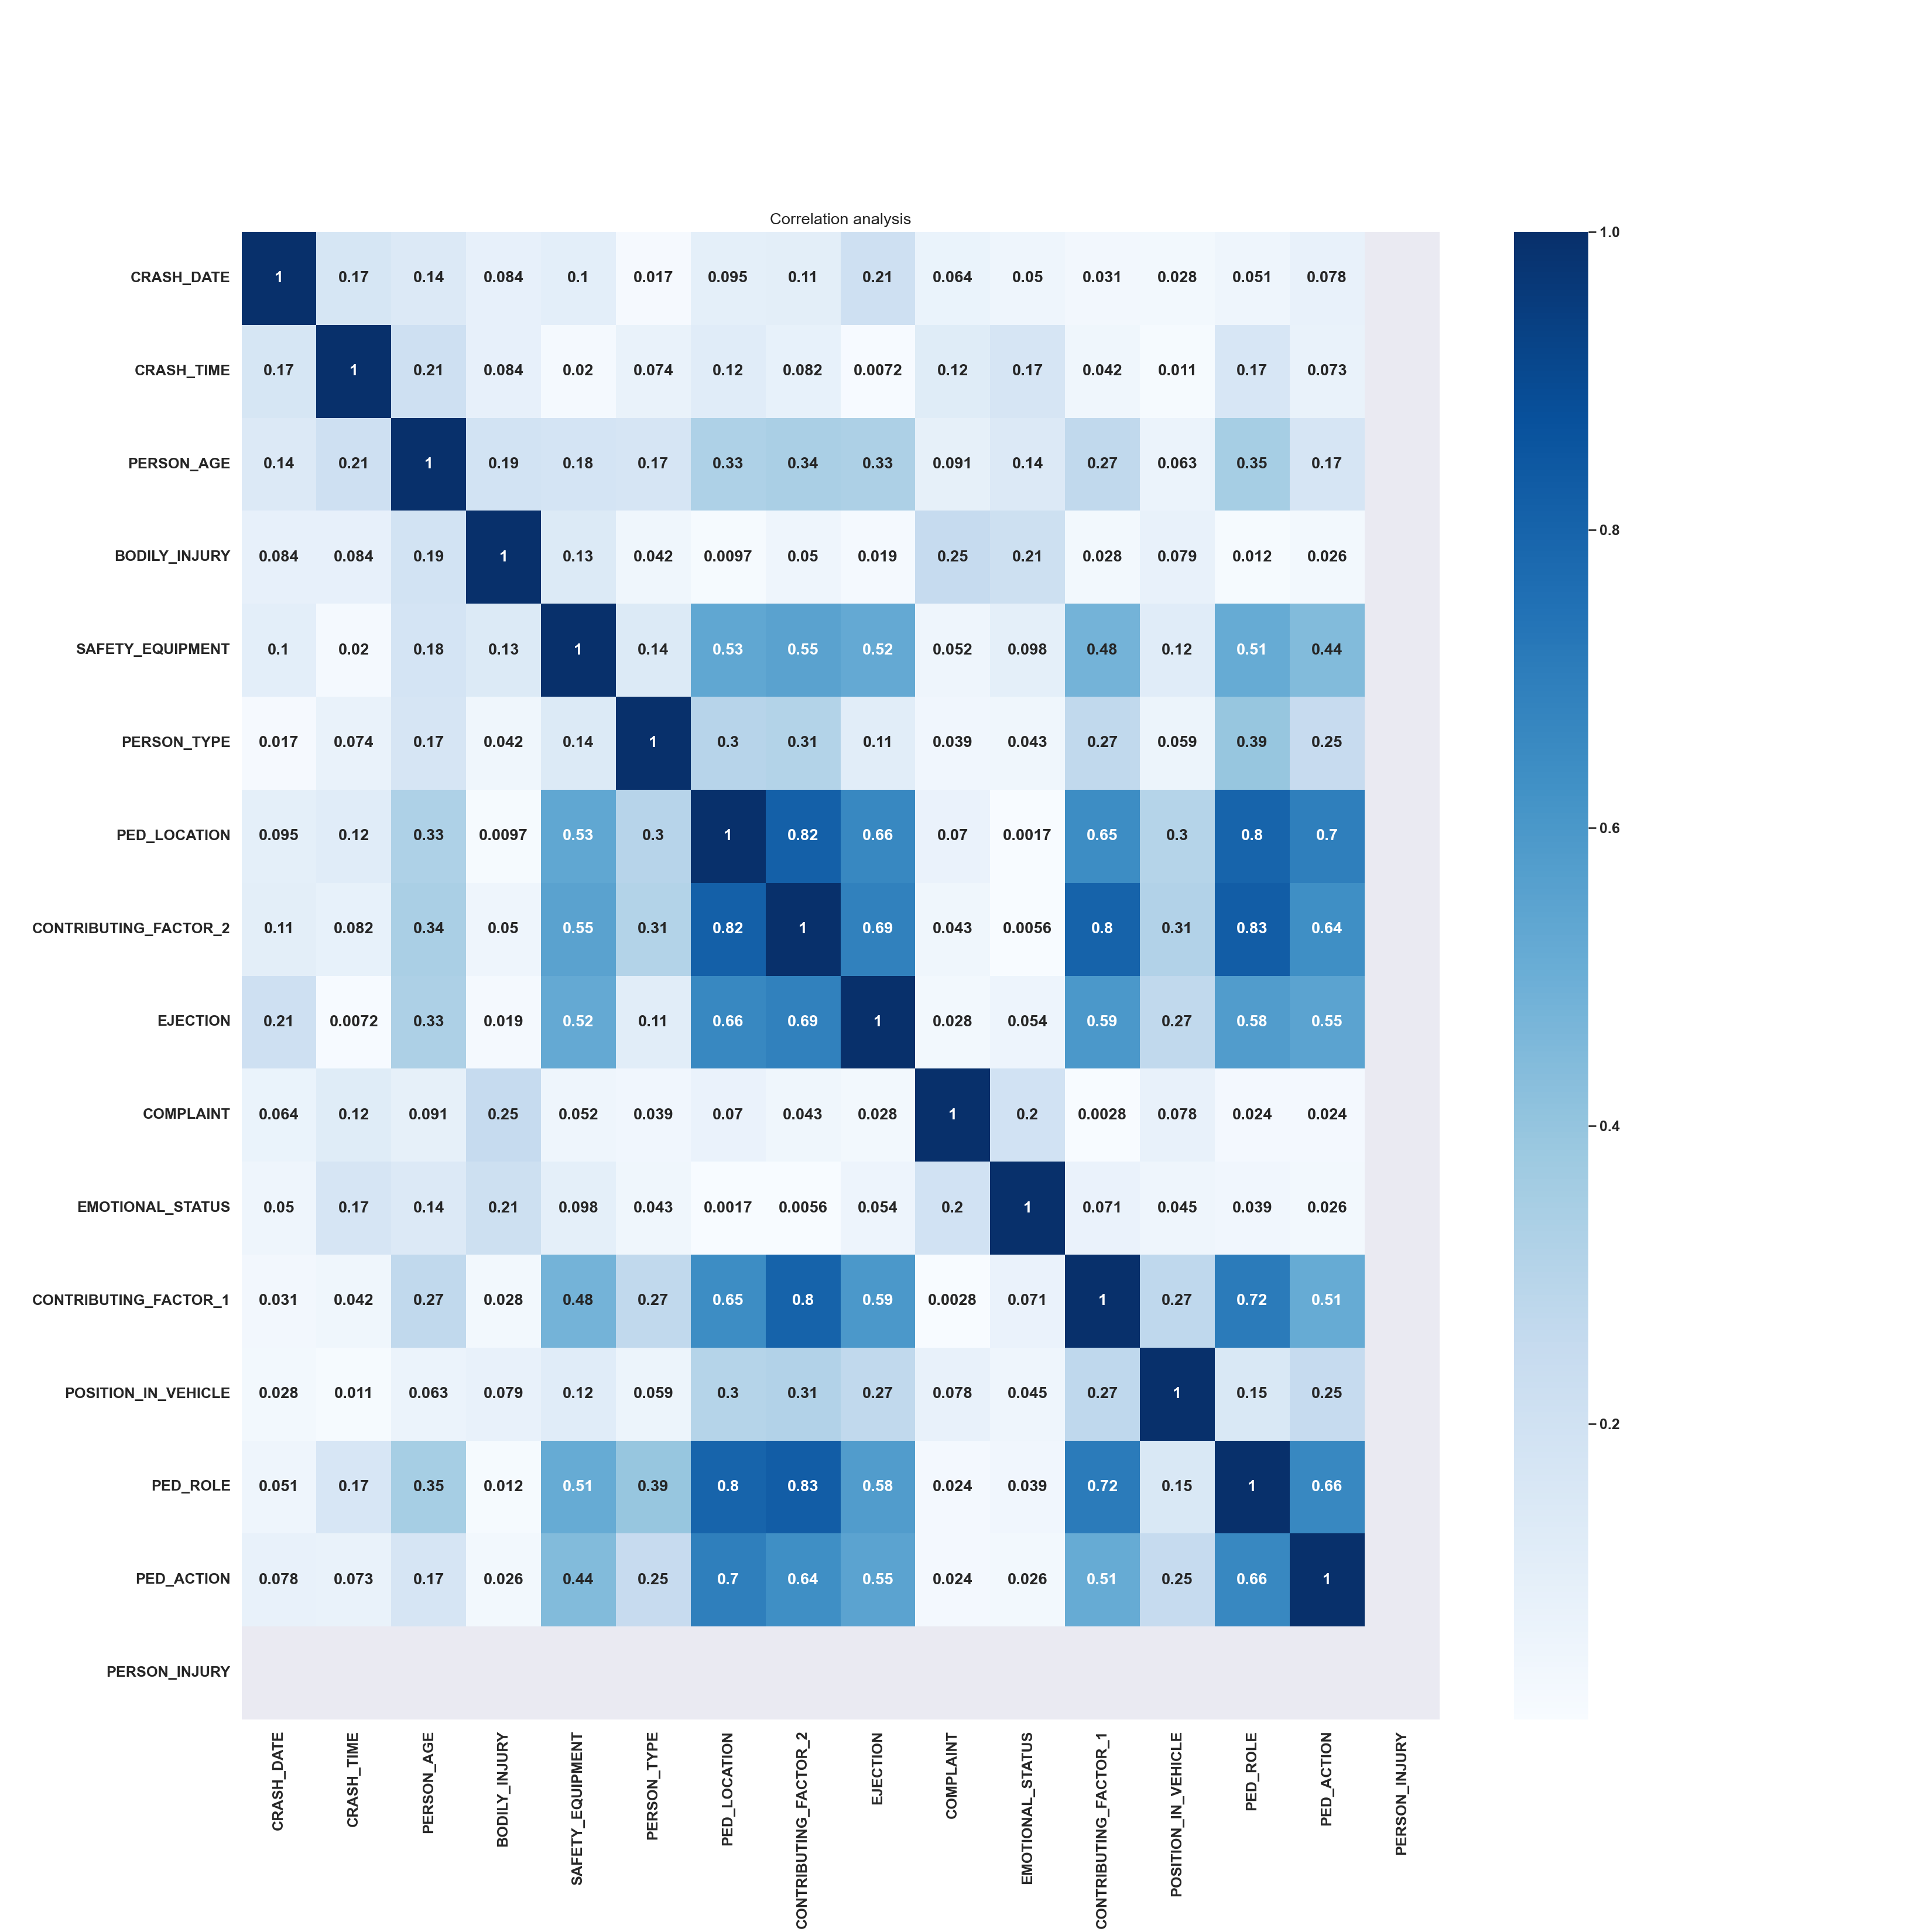 Correlation analysis
CRASH_DATE 1 0.17 0.14 0.084 0.1 0.017 0.095 0.11 0.21 0.064 0.05 0.031 0.028 0.051 0.078
CRASH_TIME 0.17 1 0.21 0.084 0.02 0.074 0.12 0.082 0.0072 0.12 0.17 0.042 0.011 0.17 0.073
PERSON_AGE 0.14 0.21 1 0.19 0.18 0.17 0.33 0.34 0.33 0.091 0.14 0.27 0.063 0.35 0.17
BODILY_INJURY 0.084 0.084 0.19 1 0.13 0.042 0.0097 0.05 0.019 0.25 0.21 0.028 0.079 0.012 0.026
SAFETY_EQUIPMENT 0.1 0.02 0.18 0.13 1 0.14 0.53 0.55 0.52 0.052 0.098 0.48 0.12 0.51 0.44
PERSON_TYPE 0.017 0.074 0.17 0.042 0.14 1 0.3 0.31 0.11 0.039 0.043 0.27 0.059 0.39 0.25
PED_LOCATION 0.095 0.12 0.33 0.0097 0.53 0.3 1 0.82 0.66 0.07 0.0017 0.65 0.3 0.8 0.7
CONTRIBUTING_FACTOR_2 0.11 0.082 0.34 0.05 0.55 0.31 0.82 1 0.69 0.043 0.0056 0.8 0.31 0.83 0.64
EJECTION 0.21 0.0072 0.33 0.019 0.52 0.11 0.66 0.69 1 0.028 0.054 0.59 0.27 0.58 0.55
COMPLAINT 0.064 0.12 0.091 0.25 0.052 0.039 0.07 0.043 0.028 1 0.2 0.0028 0.078 0.024 0.024
EMOTIONAL_STATUS 0.05 0.17 0.14 0.21 0.098 0.043 0.0017 0.0056 0.054 0.2 1 0.071 0.045 0.039 0.026
CONTRIBUTING_FACTOR_1 0.031 0.042 0.27 0.028 0.48 0.27 0.65 0.8 0.59 0.0028 0.071 1 0.27 0.72 0.51
POSITION_IN_VEHICLE 0.028 0.011 0.063 0.079 0.12 0.059 0.3 0.31 0.27 0.078 0.045 0.27 1 0.15 0.25
PED_ROLE 0.051 0.17 0.35 0.012 0.51 0.39 0.8 0.83 0.58 0.024 0.039 0.72 0.15 1 0.66
PED_ACTION 0.078 0.073 0.17 0.026 0.44 0.25 0.7 0.64 0.55 0.024 0.026 0.51 0.25 0.66 1
PERSON_INJURY
CRASH_DATE
CRASH_TIME
PERSON_AGE
BODILY_INJURY
SAFETY_EQUIPMENT
PERSON_TYPE
PED_LOCATION
CONTRIBUTING_FACTOR_2
EJECTION
COMPLAINT
EMOTIONAL_STATUS
CONTRIBUTING_FACTOR_1
POSITION_IN_VEHICLE
PED_ROLE
PED_ACTION
PERSON_INJURY
1.0
0.8
0.6
0.4
0.2